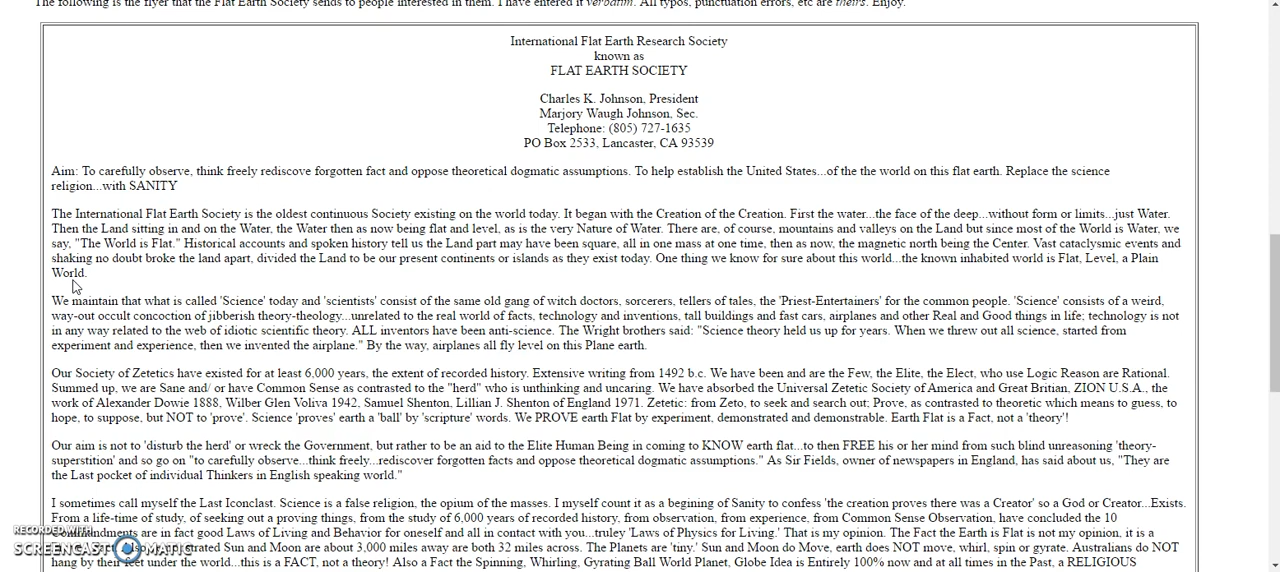 The following is the flyer that the Flat Earth Society sends to people interested in them. I have entered it verbatim. All typos, punctuation errors, etc are theirs. Enjoy.
International Flat Earth Research Society
known as
FLAT EARTH SOCIETY
Charles K. Johnson, President
Marjory Waugh Johnson, Sec.
Telephone: (805) 727-1635
PO Box 2533, Lancaster, CA 93539
Aim: To carefully observe, think freely rediscover forgotten fact and oppose theoretical dogmatic assumptions. To help establish the United States...of the the world on this flat earth. Replace the science
religion...with SANITY
The International Flat Earth Society is the oldest continuous Society existing on the world today. It began with the Creation of the Creation. First the water...the face of the deep...without form or limits...just Water.
Then the Land sitting in and on the Water, the Water then as now being flat and level, as is the very Nature of Water. There are, of course, mountains and valleys on the Land but since most of the World is Water, we
say, "The World is Flat." Historical accounts and spoken history tell us the Land part may have been square, all in one mass at one time, then as now, the magnetic north being the Center. Vast cataclysmic events and
shaking no doubt broke the land apart, divided the Land to be our present continents or islands as they exist today. One thing we know for sure about this world...the known inhabited world is Flat, Level, a Plain
World.
We maintain that what is called 'Science' today and 'scientists' consist of the same old gang of witch doctors, sorcerers, tellers of tales, the 'Priest-Entertainers' for the common people. 'Science' consists of a weird,
way-out occult concoction of jibberish theory-theology...unrelated to the real world of facts, technology and inventions, tall buildings and fast cars, airplanes and other Real and Good things in life; technology is not
in any way related to the web of idiotic scientific theory. ALL inventors have been anti-science. The Wright brothers said: "Science theory held us up for years. When we threw out all science, started from
experiment and experience, then we invented the airplane." By the way, airplanes all fly level on this Plane earth.
Our Society of Zetetics have existed for at least 6,000 years, the extent of recorded history. Extensive writing from 1492 b.c. We have been and are the Few, the Elite, the Elect, who use Logic Reason are Rational.
Summed up, we are Sane and/ or have Common Sense as contrasted to the "herd" who is unthinking and uncaring. We have absorbed the Universal Zetetic Society of America and Great Britian, ZION U.S.A., the
work of Alexander Dowie 1888, Wilber Glen Voliva 1942, Samuel Shenton, Lillian J. Shenton of England 1971. Zetetic: from Zeto, to seek and search out; Prove, as contrasted to theoretic which means to guess, to
hope, to suppose, but NOT to 'prove'. Science 'proves' earth a 'ball' by 'scripture' words. We PROVE earth Flat by experiment, demonstrated and demonstrable. Earth Flat is a Fact, not a 'theory'!
Our aim is not to 'disturb the herd' or wreck the Government, but rather to be an aid to the Elite Human Being in coming to KNOW earth flat...to then FREE his or her mind from such blind unreasoning 'theory-
superstition' and so go on "to carefully observe...think freely...rediscover forgotten facts and oppose theoretical dogmatic assumptions." As Sir Fields, owner of newspapers in England, has said about us, "They are
the Last pocket of individual Thinkers in English speaking world."
I sometimes call myself the Last Iconclast. Science is a false religion, the opium of the masses. I myself count it as a begining of Sanity to confess 'the creation proves there was a Creator' so a God or Creator...Exists.
From a life-time of study, of seeking out a proving things, from the study of 6,000 years of recorded history, from observation, from experience, from Common Sense Observation, have concluded the 10
Commandments are in fact good Laws of Living and Behavior for oneself and all in contact with you...truley 'Laws of Physics for Living.' That is my opinion. The Fact the Earth is Flat is not my opinion, it is a
Sun and Moon are about 3,000 miles away are both 32 miles across. The Planets are 'tiny.' Sun and Moon do Move, earth does NOT move, whirl, spin or gyrate. Australians do NOT
hang by their feet under the world...this is a FACT, not a theory! Also a Fact the Spinning, Whirling, Gyrating Ball World Planet, Globe Idea is Entirely 100% now and at all times in the Past, a RELIGIOUS
RECORDED WITH
SCREENCAST-O-MATIC